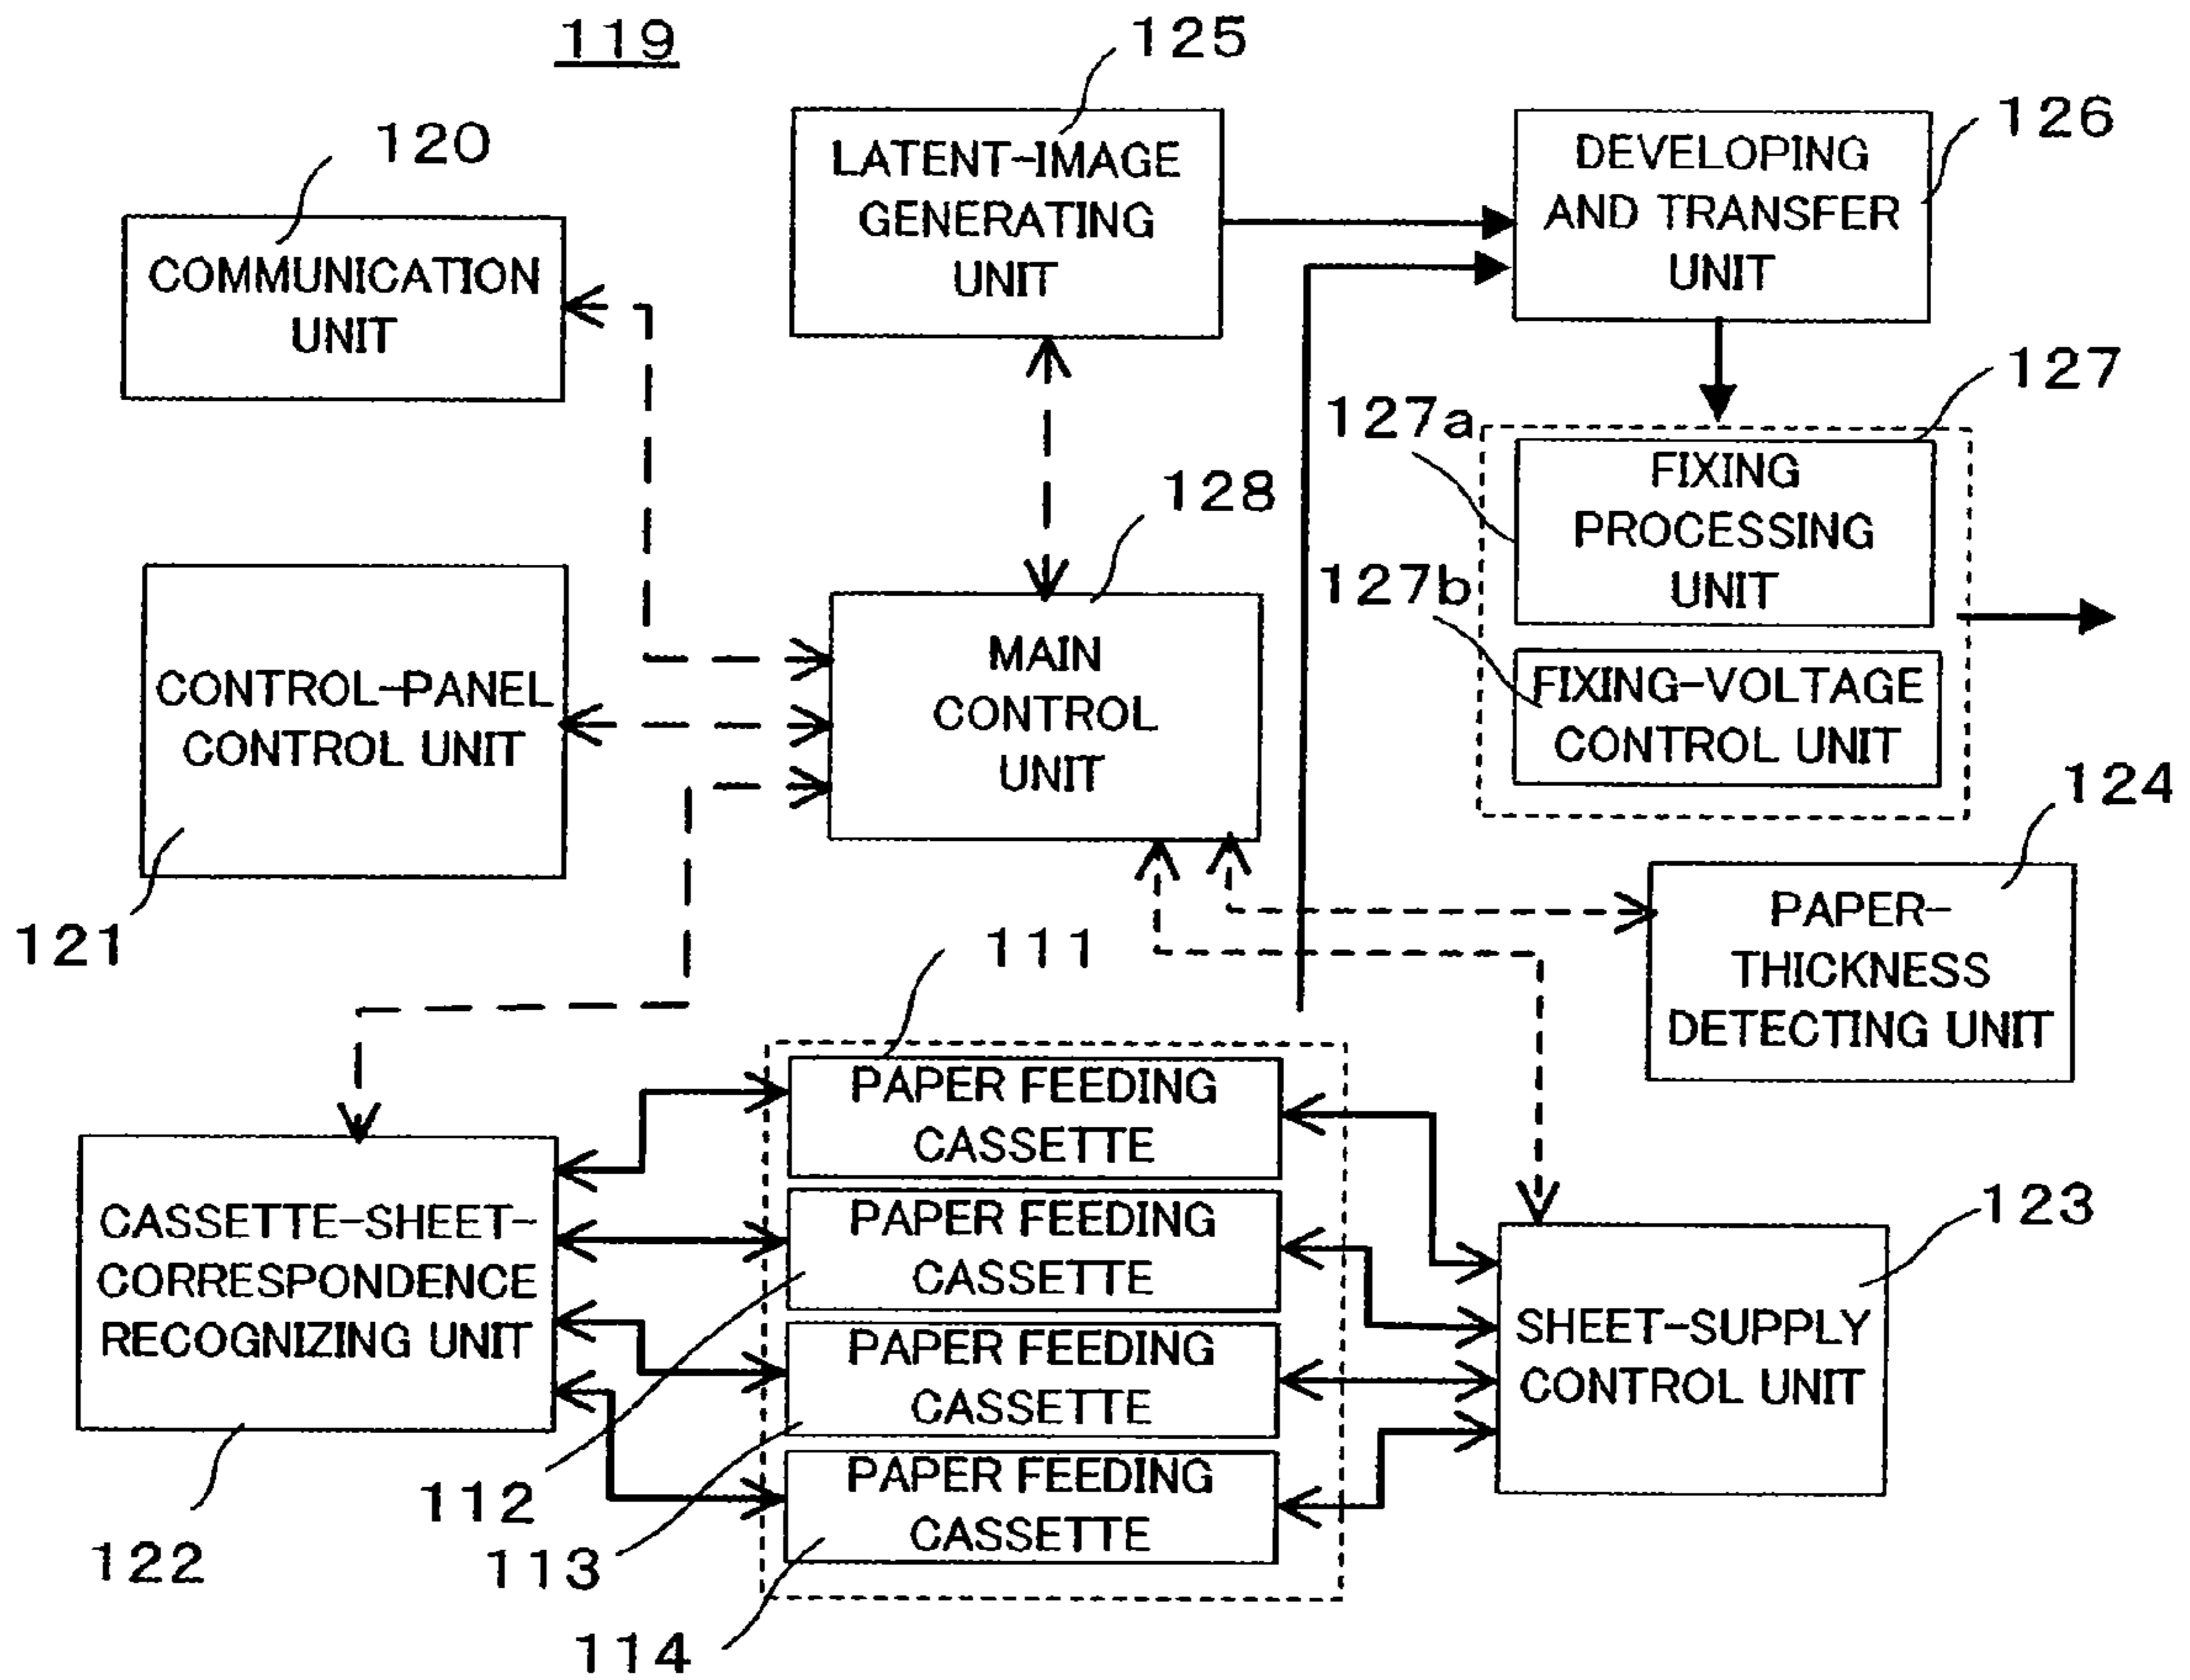 119
125
LATENT-IMAGE
GENERATING
UNIT
126
DEVELOPING
AND TRANSFER
UNIT
120
COMMUNICATION
UNIT
127
127a
FIXING
PROCESSING
UNIT
127b
FIXING-VOLTAGE
CONTROL UNIT
128
MAIN
CONTROL
UNIT
CONTROL-PANEL
CONTROL UNIT
121
124
PAPER-
THICKNESS
DETECTING UNIT
111
PAPER FEEDING
CASSETTE
PAPER FEEDING
CASSETTE
PAPER FEEDING
CASSETTE
PAPER FEEDING
CASSETTE
CASSETTE-SHEET-
CORRESPONDENCE
RECOGNIZING UNIT
122
112
113
114
123
SHEET-SUPPLY
CONTROL UNIT